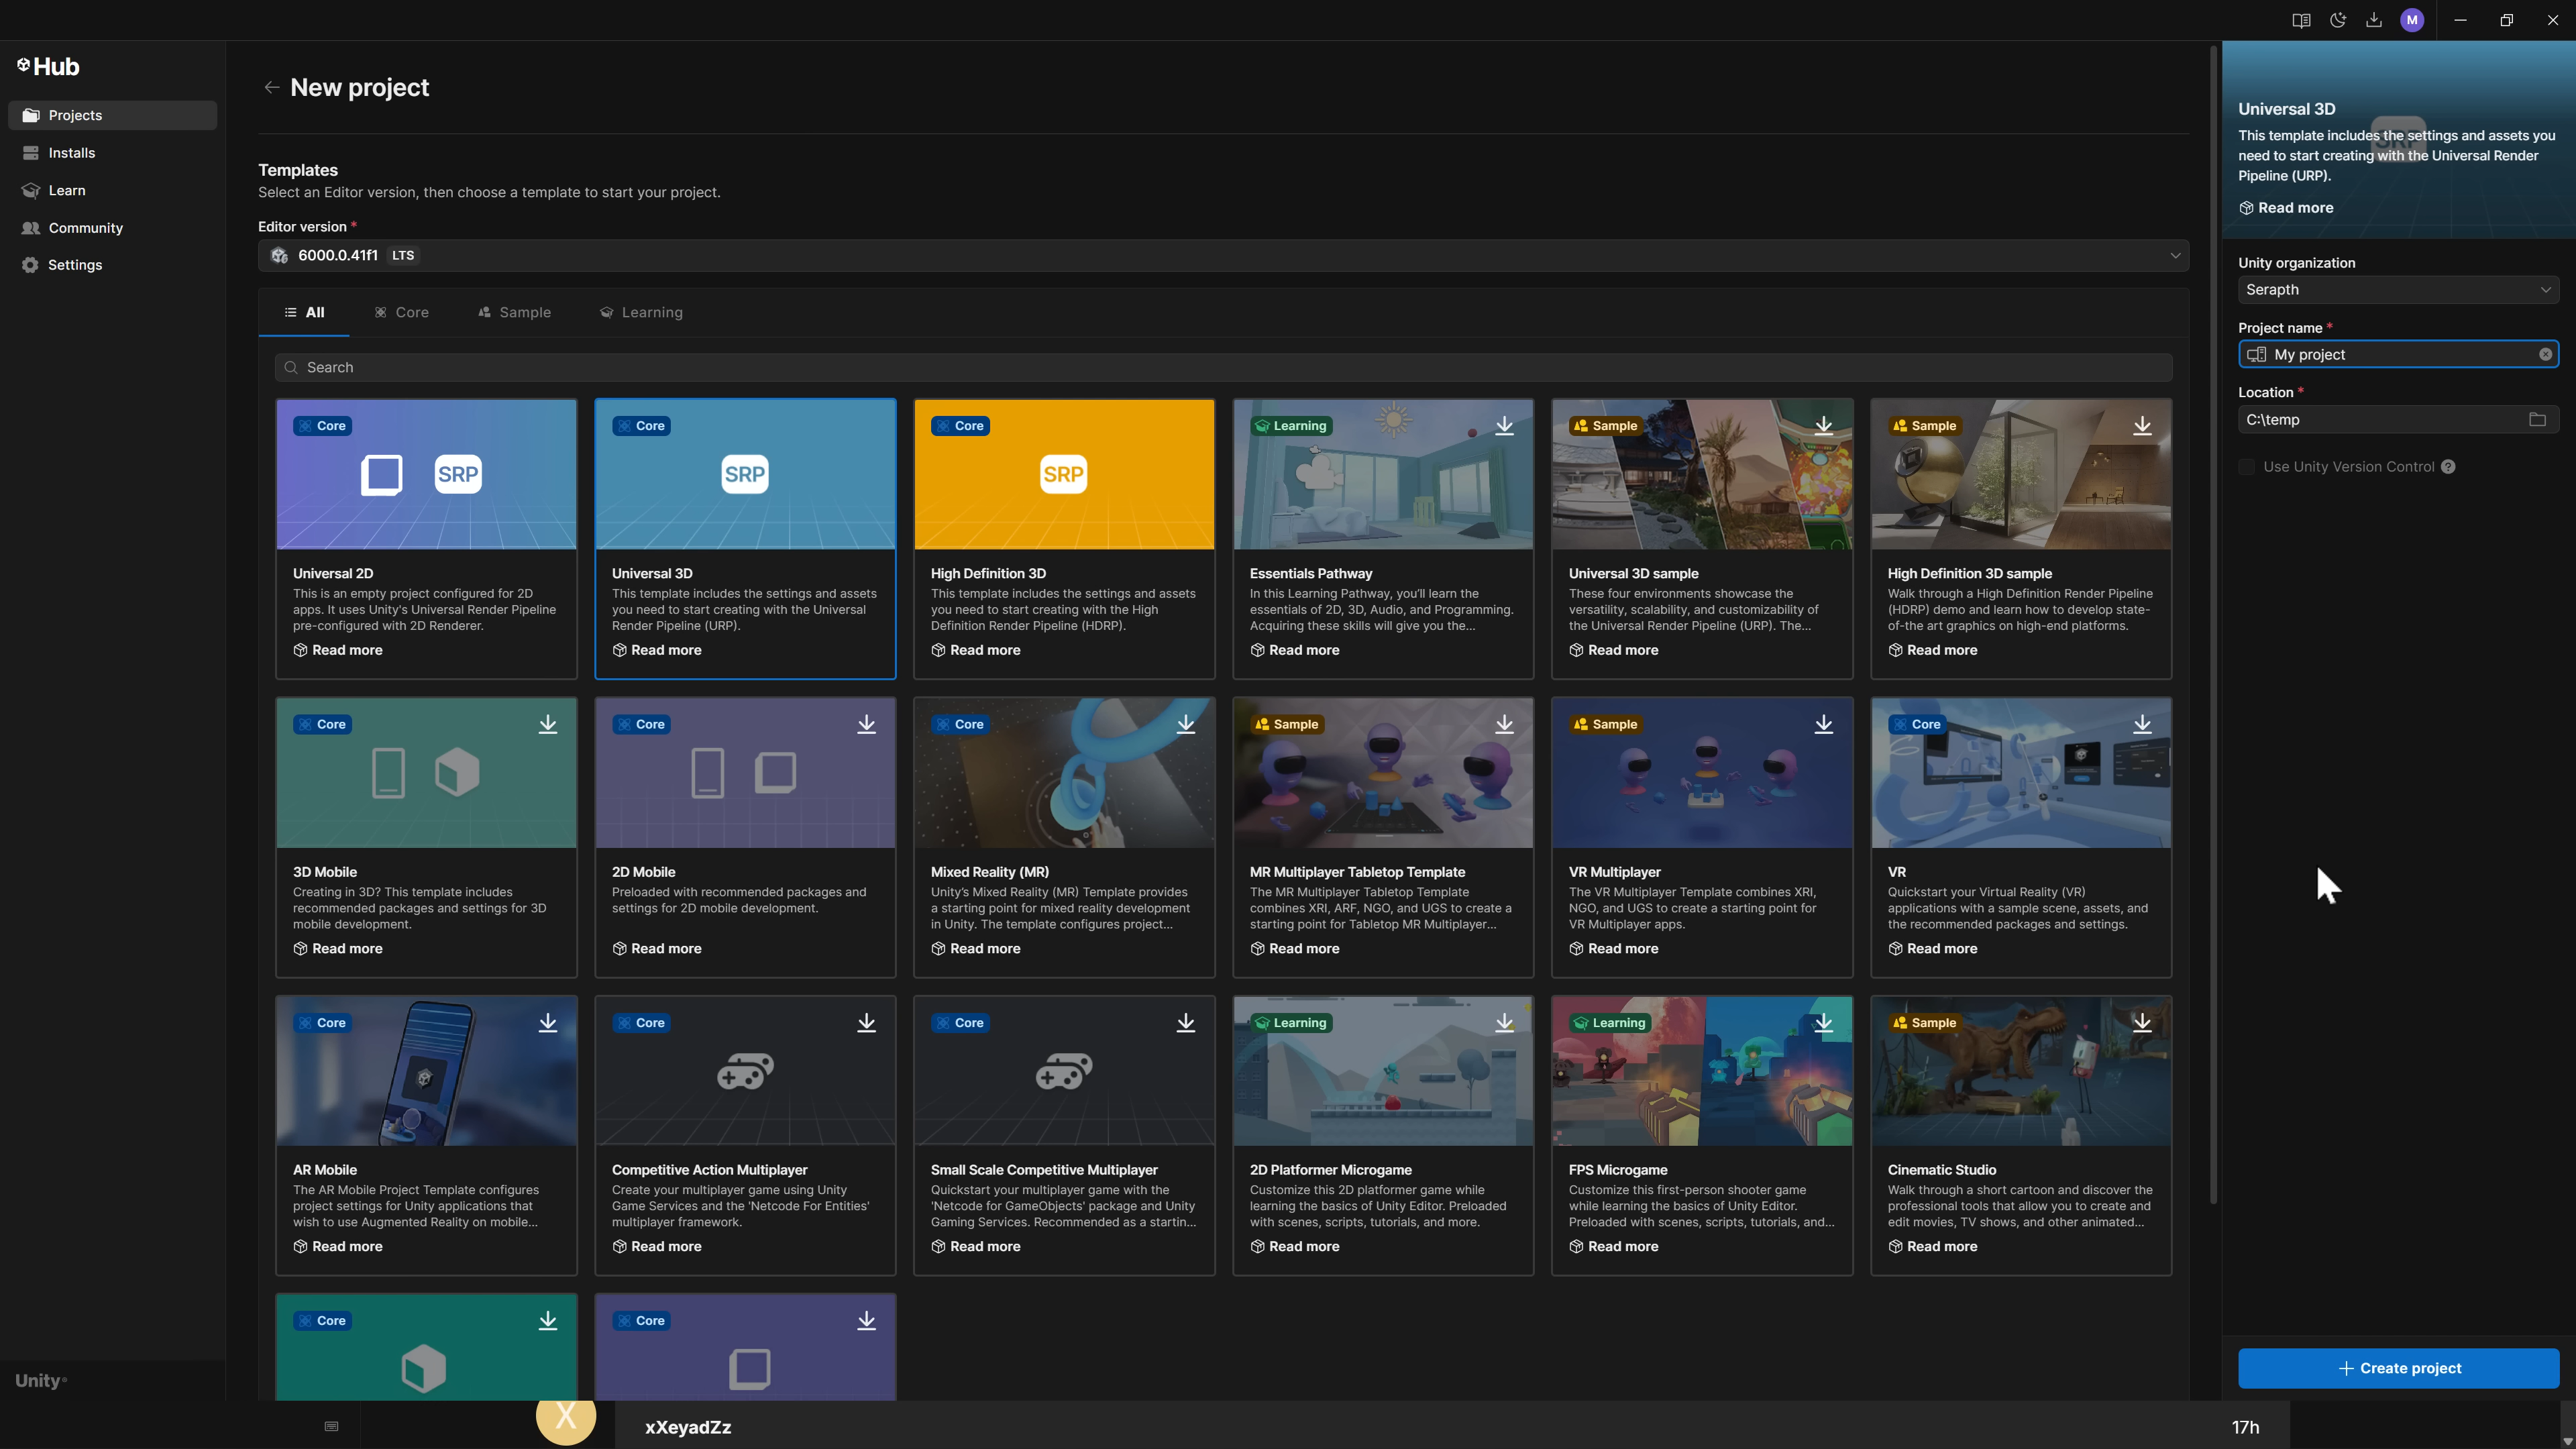 M
Hub
Projects
Installs
Learn
Community
Settings
Unity
New project
Templates
Select an Editor version, then choose a template to start your project.
Editor version *
6000.0.41f1 LTS
All Core Sample Learning
Search
Core
SRP
Universal 2D
This is an empty project configured for 2D
apps. It uses Unity's Universal Render Pipeline
pre-configured with 2D Renderer.
Read more
Core
SRP
Universal 3D
This template includes the settings and assets
you need to start creating with the Universal
Render Pipeline (URP).
Read more
Core
SRP
High Definition 3D
This template includes the settings and assets
you need to start creating with the High
Definition Render Pipeline (HDRP).
Read more
Learning
Essentials Pathway
In this Learning Pathway, you'll learn the
essentials of 2D, 3D, Audio, and Programming.
Acquiring these skills will give you the...
Read more
Sample
Universal 3D sample
These four environments showcase the
versatility, scalability, and customizability of
the Universal Render Pipeline (URP). The...
Read more
Sample
High Definition 3D sample
Walk through a High Definition Render Pipeline
(HDRP) demo and learn how to develop state-
of-the art graphics on high-end platforms.
Read more
Core
3D Mobile
Creating in 3D? This template includes
recommended packages and settings for 3D
mobile development.
Read more
Core
2D Mobile
Preloaded with recommended packages and
settings for 2D mobile development.
Read more
Core
Mixed Reality (MR)
Unity's Mixed Reality (MR) Template provides
a starting point for mixed reality development
in Unity. The template configures project...
Read more
Sample
MR Multiplayer Tabletop Template
The MR Multiplayer Tabletop Template
combines XRI, ARF, NGO, and UGS to create a
starting point for Tabletop MR Multiplayer...
Read more
Sample
VR Multiplayer
The VR Multiplayer Template combines XRI,
NGO, and UGS to create a starting point for
VR Multiplayer apps.
Read more
Core
VR
Quickstart your Virtual Reality (VR)
applications with a sample scene, assets, and
the recommended packages and settings.
Read more
Core
AR Mobile
The AR Mobile Project Template configures
project settings for Unity applications that
wish to use Augmented Reality on mobile...
Read more
Core
Competitive Action Multiplayer
Create your multiplayer game using Unity
Game Services and the 'Netcode For Entities'
multiplayer framework.
Read more
Core
Small Scale Competitive Multiplayer
Quickstart your multiplayer game with the
'Netcode for GameObjects' package and Unity
Gaming Services. Recommended as a startin...
Read more
Learning
2D Platformer Microgame
Customize this 2D platformer game while
learning the basics of Unity Editor. Preloaded
with scenes, scripts, tutorials, and more.
Read more
Learning
FPS Microgame
Customize this first-person shooter game
while learning the basics of Unity Editor.
Preloaded with scenes, scripts, tutorials, and...
Read more
Sample
Cinematic Studio
Walk through a short cartoon and discover the
professional tools that allow you to create and
edit movies, TV shows, and other animated...
Read more
Core
Core
Universal 3D
This template includes the settings and assets you
need to start creating with the Universal Render
Pipeline (URP).
SRP
Read more
Unity organization
Serapth
Project name *
My project
Location *
C:\temp
Use Unity Version Control ?
+ Create project
X
xXeyadZz
17h